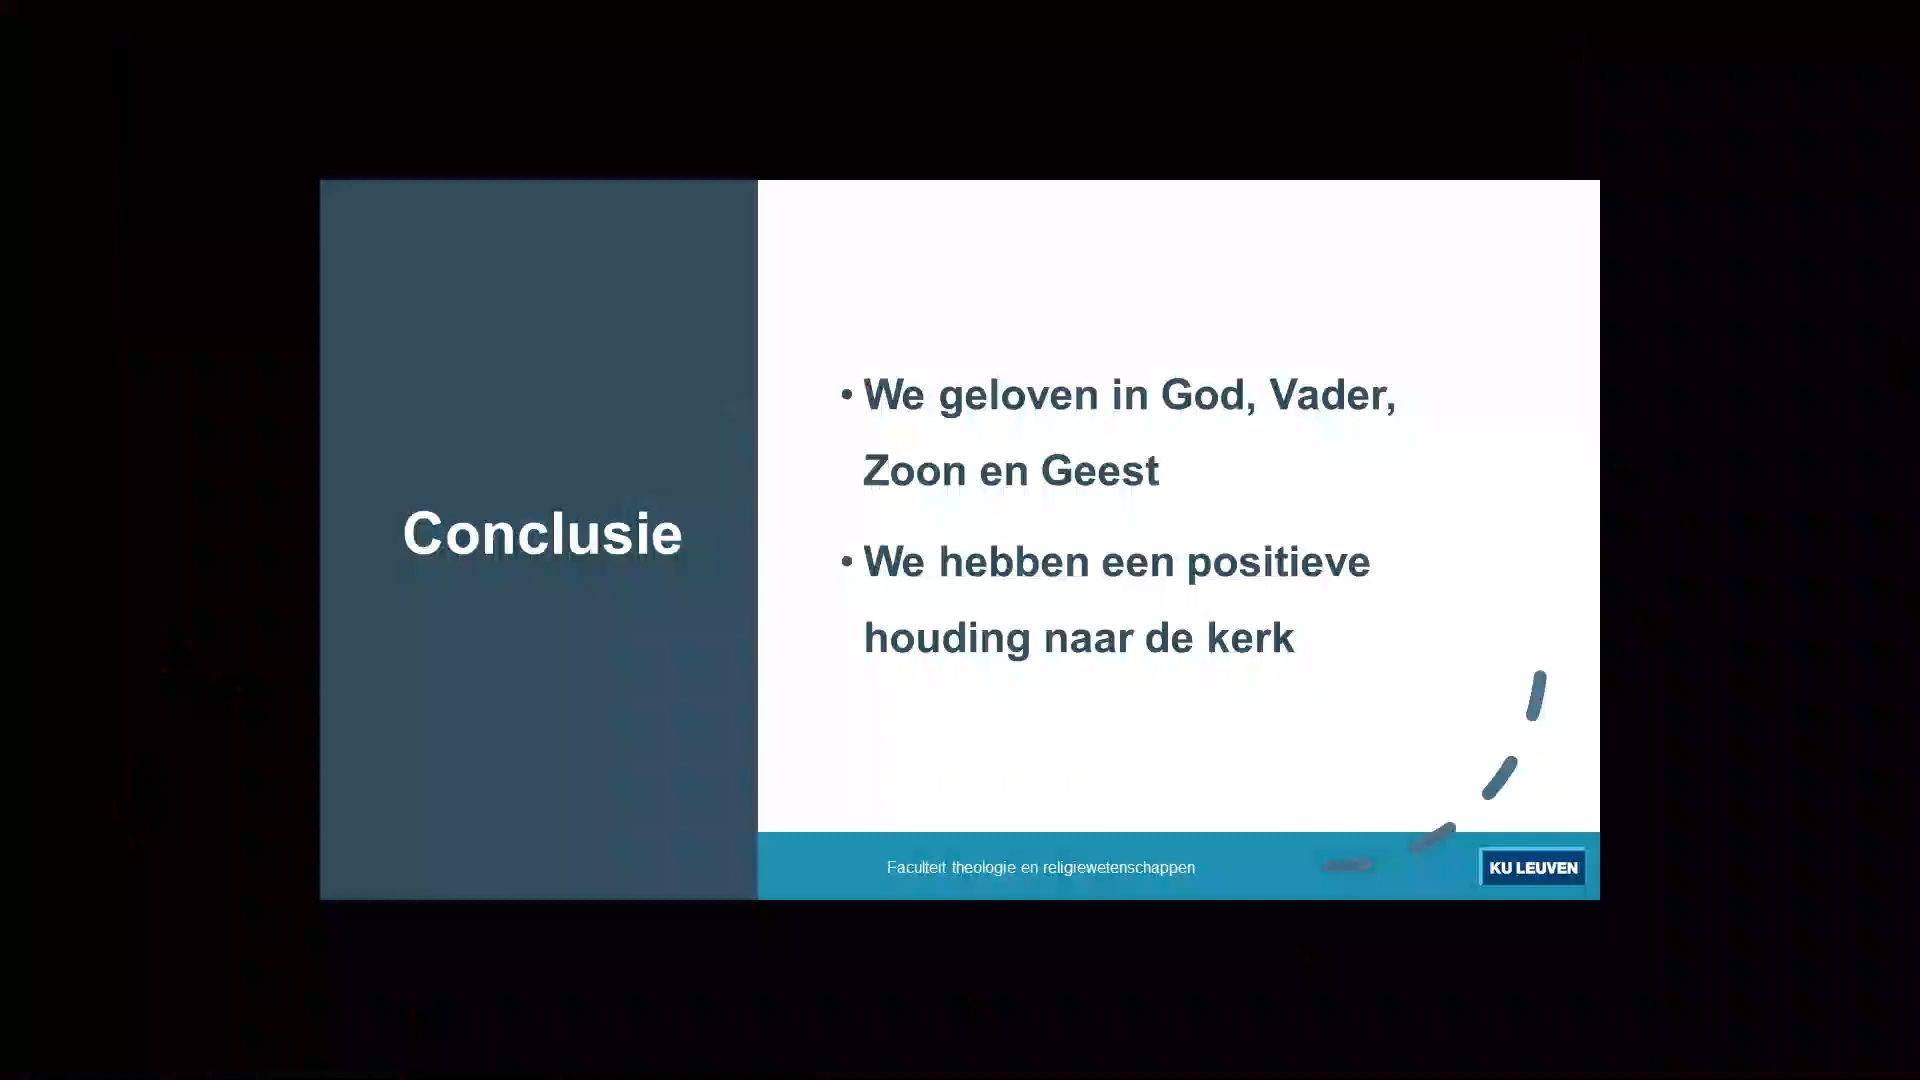 Conclusie
• We geloven in God, Vader,
Zoon en Geest
• We hebben een positieve
houding naar de kerk
Faculteit theologie en religiewetenschappen
KU LEUVEN